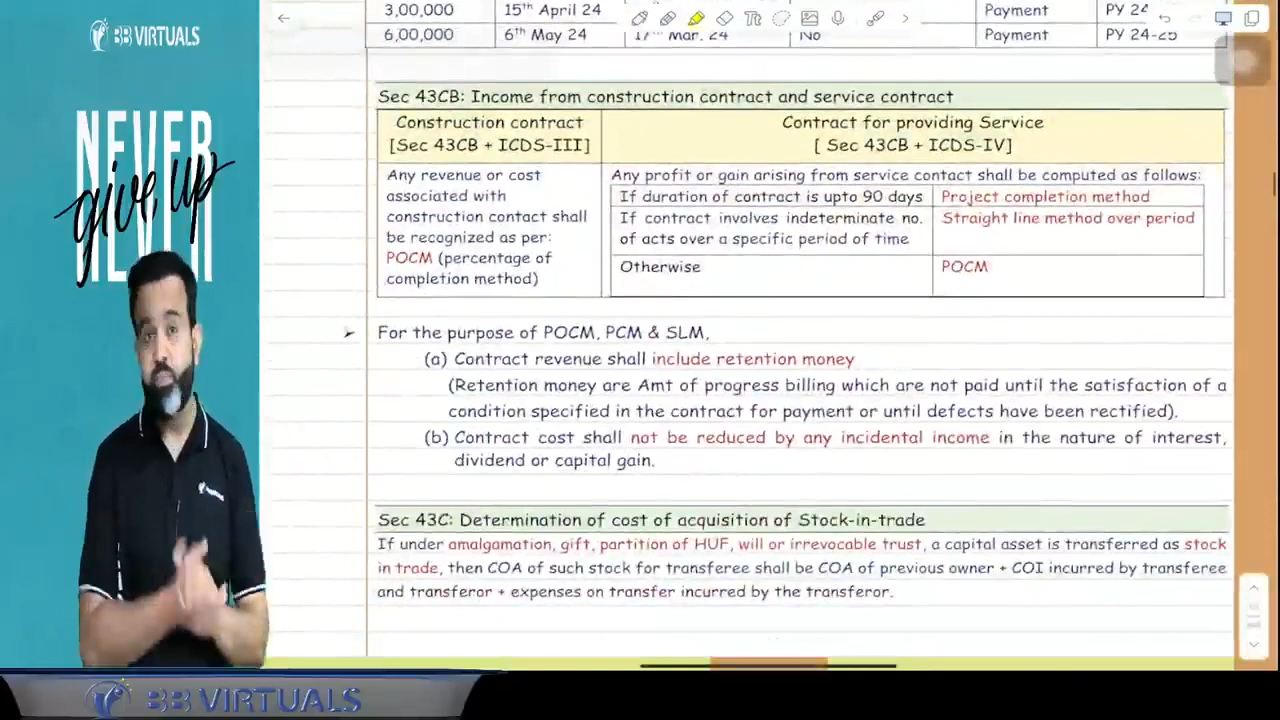 BB VIRTUALS
NEVER
give up
NEVER
3,00,000 15th April 24 Payment PY 24
6,00,000 6th May 24 17th Mar. 24 No Payment PY 24-25
Sec 43CB: Income from construction contract and service contract
Construction contract
[Sec 43CB + ICDS-III]
Contract for providing Service
[ Sec 43CB + ICDS-IV]
Any revenue or cost
associated with
construction contact shall
be recognized as per:
POCM (percentage of
completion method)
Any profit or gain arising from service contact shall be computed as follows:
If duration of contract is upto 90 days Project completion method
If contract involves indeterminate no. Straight line method over period
of acts over a specific period of time
Otherwise POCM
➢ For the purpose of POCM, PCM & SLM,
(a) Contract revenue shall include retention money
(Retention money are Amt of progress billing which are not paid until the satisfaction of a
condition specified in the contract for payment or until defects have been rectified).
(b) Contract cost shall not be reduced by any incidental income in the nature of interest,
dividend or capital gain.
Sec 43C: Determination of cost of acquisition of Stock-in-trade
If under amalgamation, gift, partition of HUF, will or irrevocable trust, a capital asset is transferred as stock
in trade, then COA of such stock for transferee shall be COA of previous owner + COI incurred by transferee
and transferor + expenses on transfer incurred by the transferor.
BB VIRTUALS